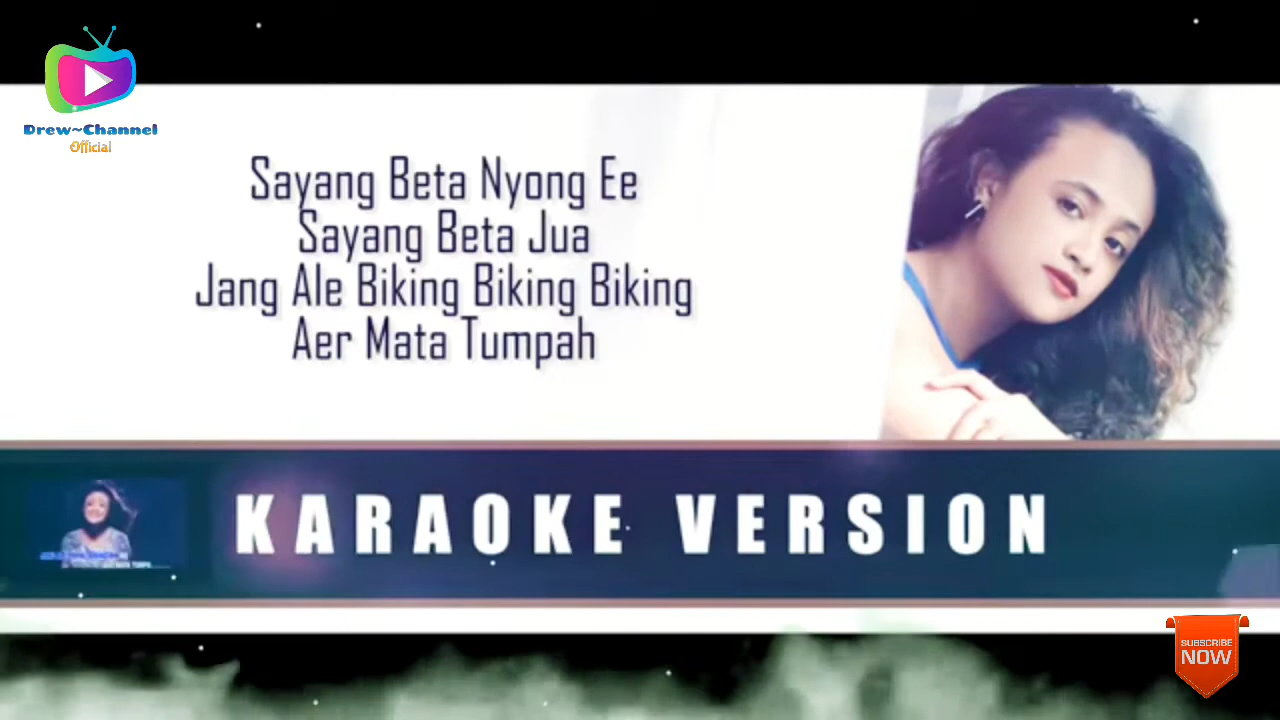 Drew~Channel
Official
Sayang Beta Nyong Ee
Sayang Beta Jua
Jang Ale Biking Biking Biking
Aer Mata Tumpah
KARAOKE VERSION
SUBSCRIBE
NOW